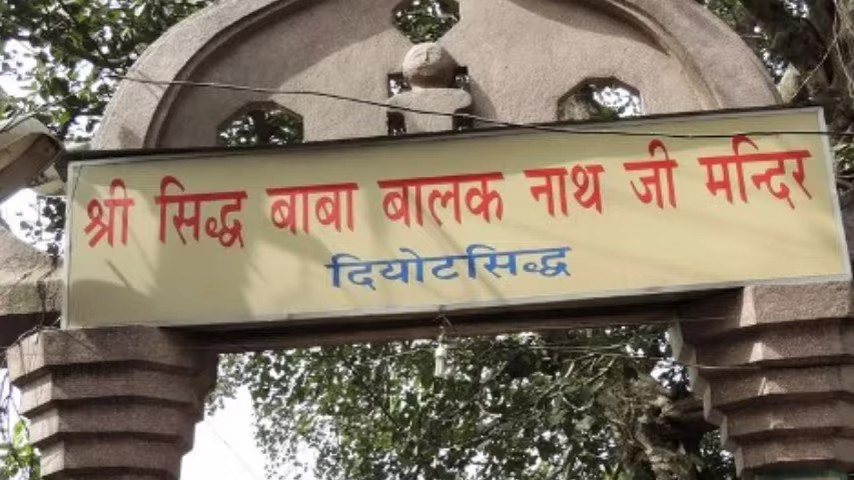 श्री सिद्ध बाबा बालक नाथ जी मन्दिर
दियोटसिद्ध